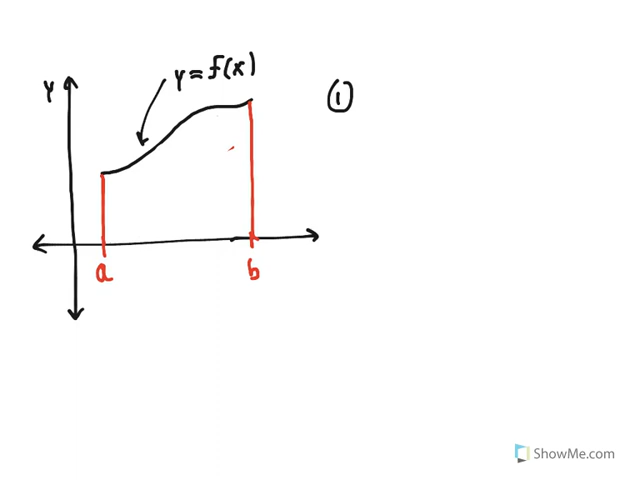 y = f(x)
①
Y
a
b
ShowMe.com